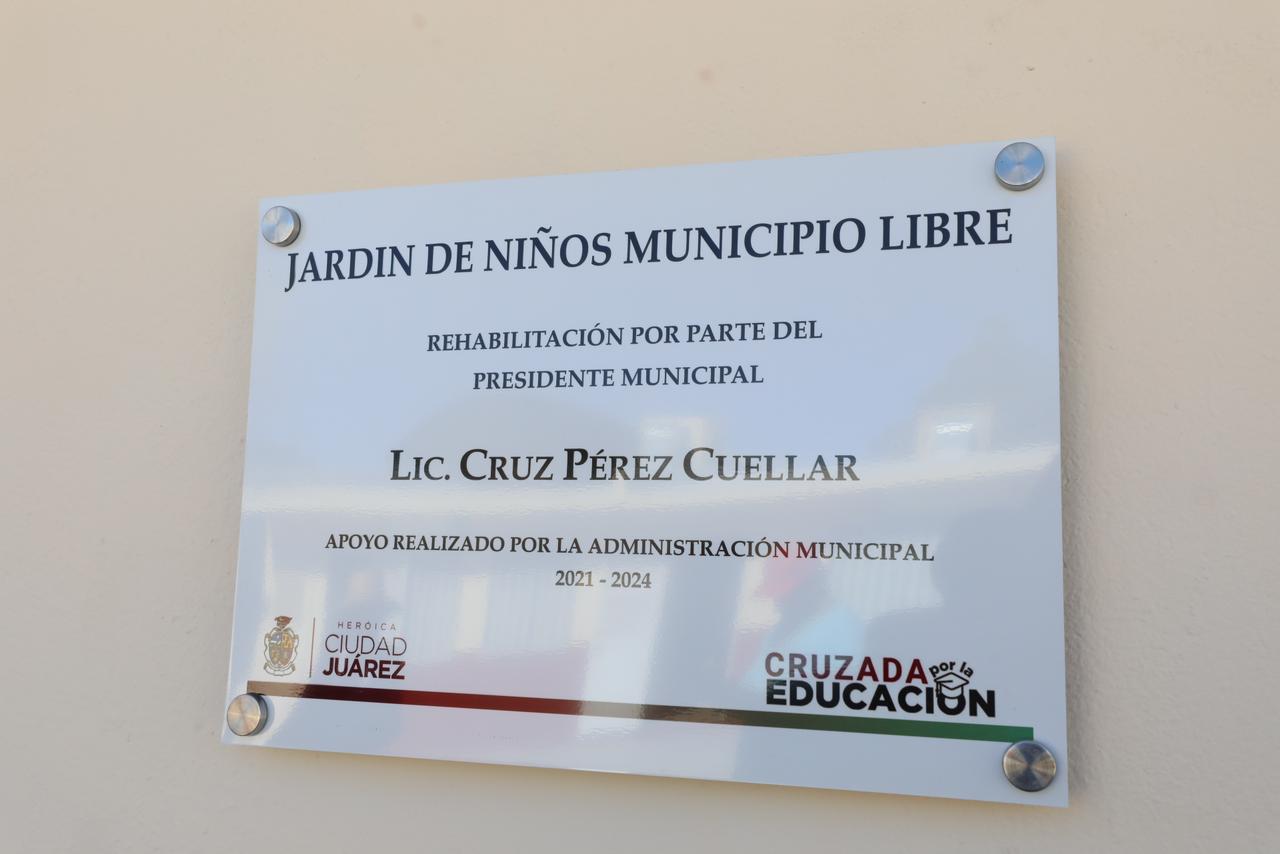 JARDIN DE NIÑOS MUNICIPIO LIBRE
REHABILITACIÓN POR PARTE DEL
PRESIDENTE MUNICIPAL
LIC. CRUZ PÉREZ CUELLAR
APOYO REALIZADO POR LA ADMINISTRACIÓN MUNICIPAL
2021 - 2024
HERÓICA
CIUDAD
JUÁREZ
CRUZADA por la
EDUCACIÓN